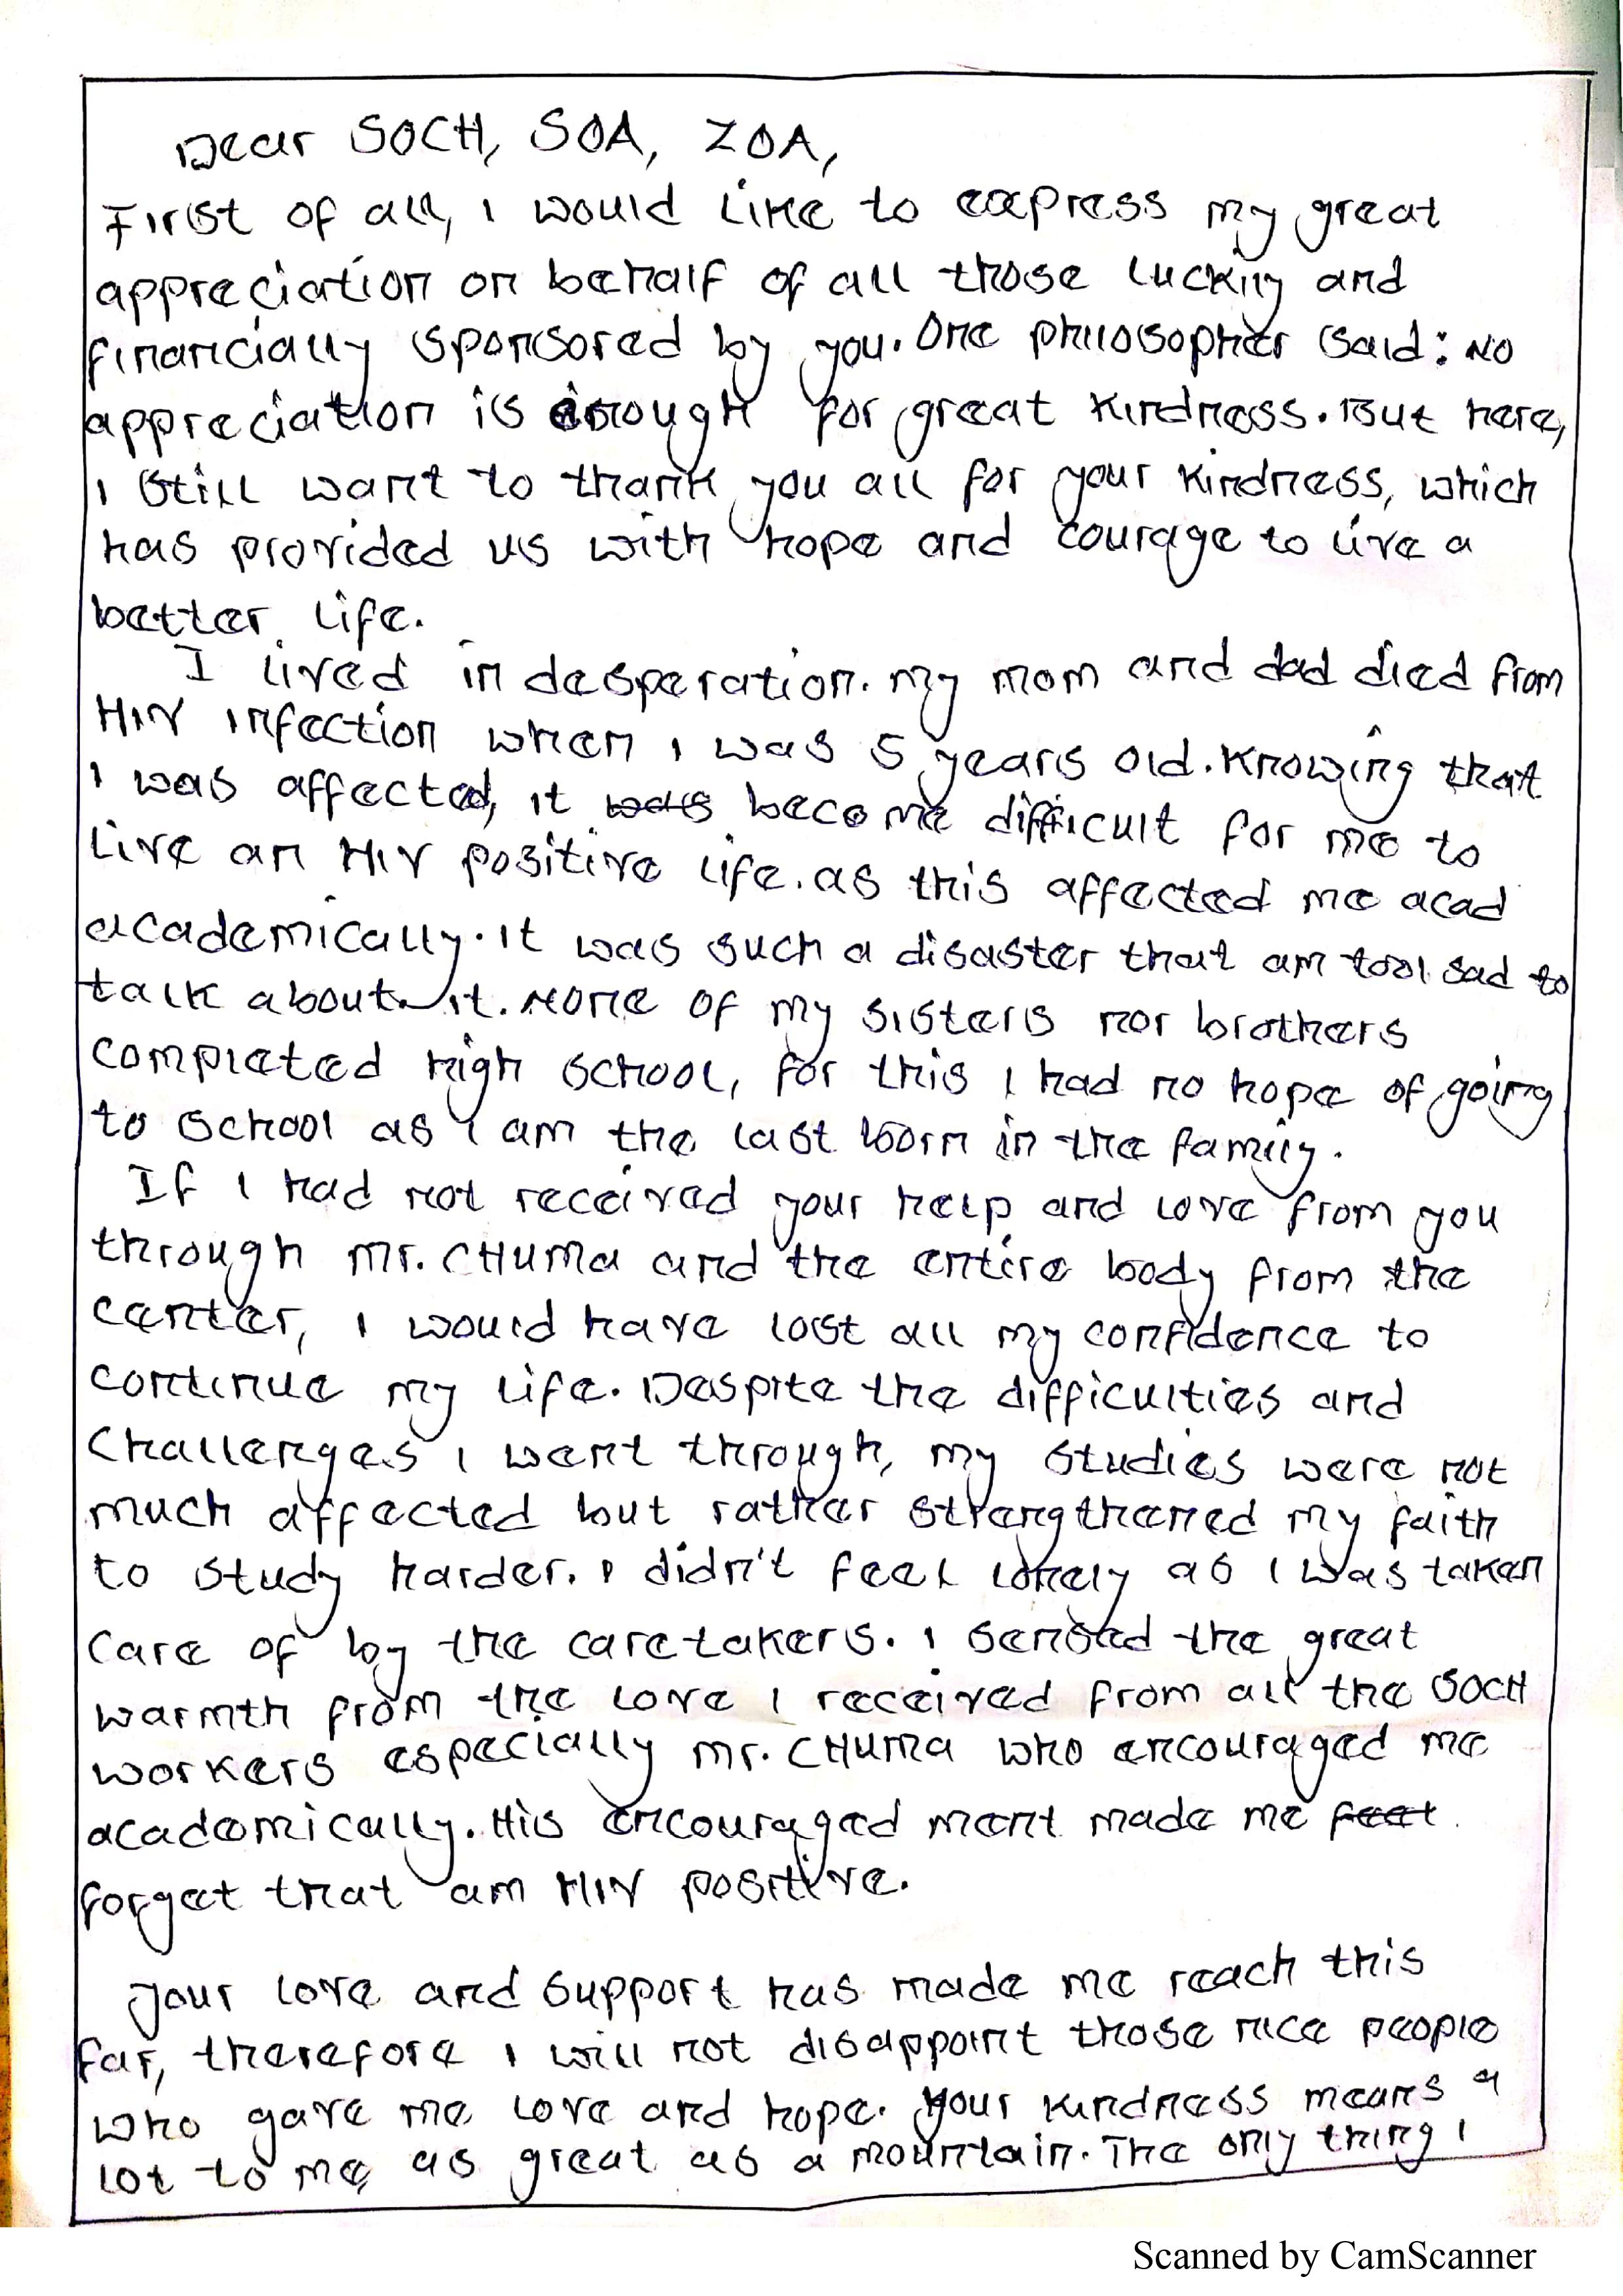 Dear SOCH, SOA, ZOA,
First of all, I would like to express my great
appreciation on behalf of all those luckily and
financially sponsored by you. One philosopher said: No
appreciation is enough for great kindness. But here,
I still want to thank you all for your kindness, which
has provided us with hope and courage to live a
better life.
I lived in desperation. My mom and dad died from
HIV infection when I was 5 years old. Knowing that
I was affected, it was become difficult for me to
live an HIV positive life. as this affected me acad
academically. It was such a disaster that am too sad to
talk about it. None of my sisters nor brothers
completed high school, for this I had no hope of going
to school as I am the last born in the family.
If I had not received your help and love from you
through Mr. CHUMA and the entire body from the
center, I would have lost all my confidence to
continue my life. Despite the difficulties and
Challenges I went through, my studies were not
much affected but rather strengthened my faith
to study harder. I didn't feel lonely as I was taken
care of by the caretakers. I sensed the great
warmth from the love I received from all the SOCH
workers especially Mr. CHUMA who encouraged me
academically. His encouraged ment made me feet
forget that am HIV positive.
Your love and support has made me reach this
far, therefore I will not disappoint those nice people
who gave me love and hope. Your kindness means a
lot to me, as great as a mountain. The only thing I
Scanned by CamScanner